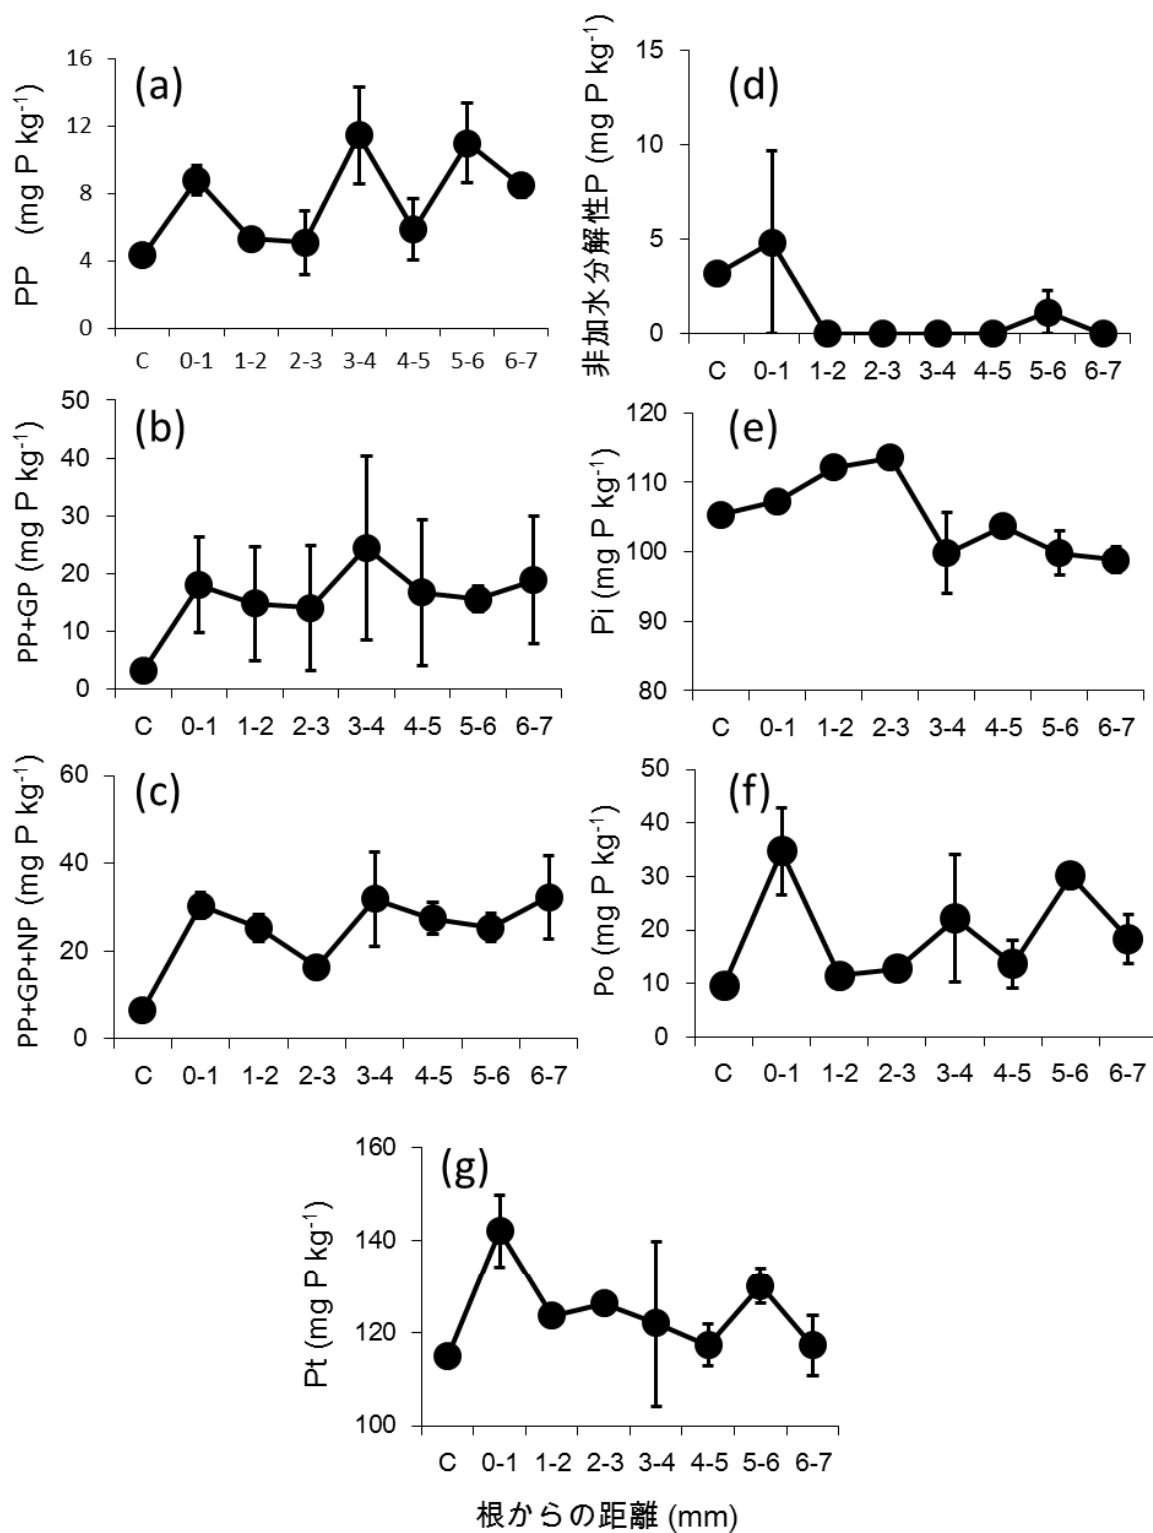 (a)
PP (mg P kg⁻¹)
16
12
8
4
0
C 0-1 1-2 2-3 3-4 4-5 5-6 6-7
(b)
PP+GP (mg P kg⁻¹)
50
40
30
20
10
0
C 0-1 1-2 2-3 3-4 4-5 5-6 6-7
(c)
PP+GP+NP (mg P kg⁻¹)
60
40
20
0
C 0-1 1-2 2-3 3-4 4-5 5-6 6-7
(d)
非加水分解性P (mg P kg⁻¹)
15
10
5
0
C 0-1 1-2 2-3 3-4 4-5 5-6 6-7
(e)
Pi (mg P kg⁻¹)
120
110
100
90
80
C 0-1 1-2 2-3 3-4 4-5 5-6 6-7
(f)
Po (mg P kg⁻¹)
50
40
30
20
10
0
C 0-1 1-2 2-3 3-4 4-5 5-6 6-7
(g)
Pt (mg P kg⁻¹)
160
140
120
100
C 0-1 1-2 2-3 3-4 4-5 5-6 6-7
根からの距離 (mm)